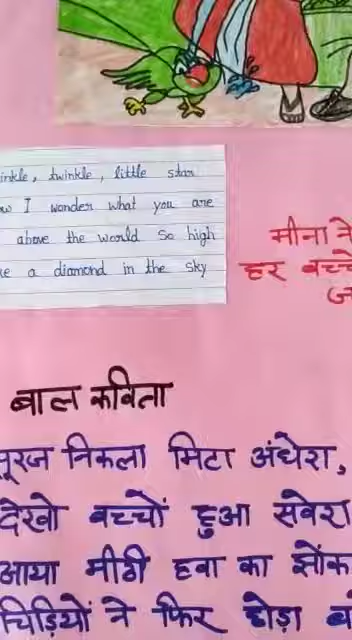 inkle, twinkle, little star
w I wonder what you are
above the world so high
ke a diamond in the sky
मीना ने
हर बच्चे
ज
बाल कविता
सूरज निकला मिटा अंधेरा,
देखो बच्चों हुआ सवेरा
आया मीठी हवा का झोंक
चिड़ियों ने फिर छोड़ा ब